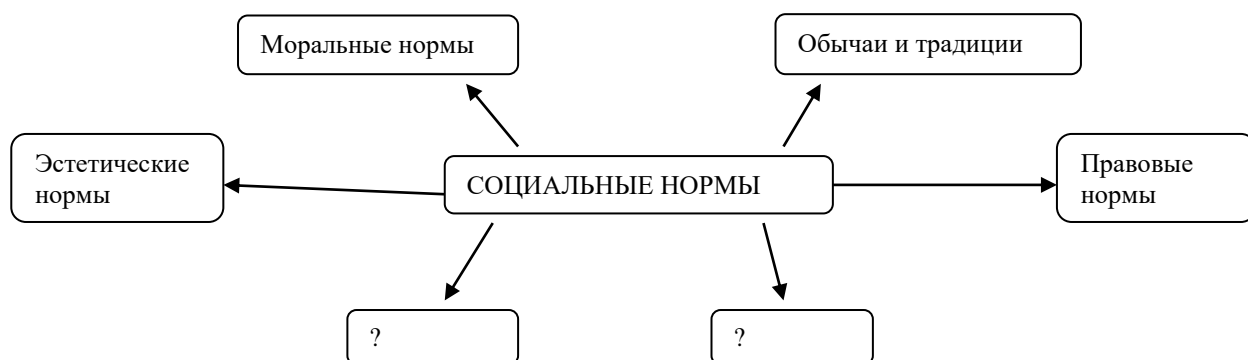 Моральные нормы
Обычаи и традиции
Эстетические
нормы
СОЦИАЛЬНЫЕ НОРМЫ
Правовые
нормы
?
?